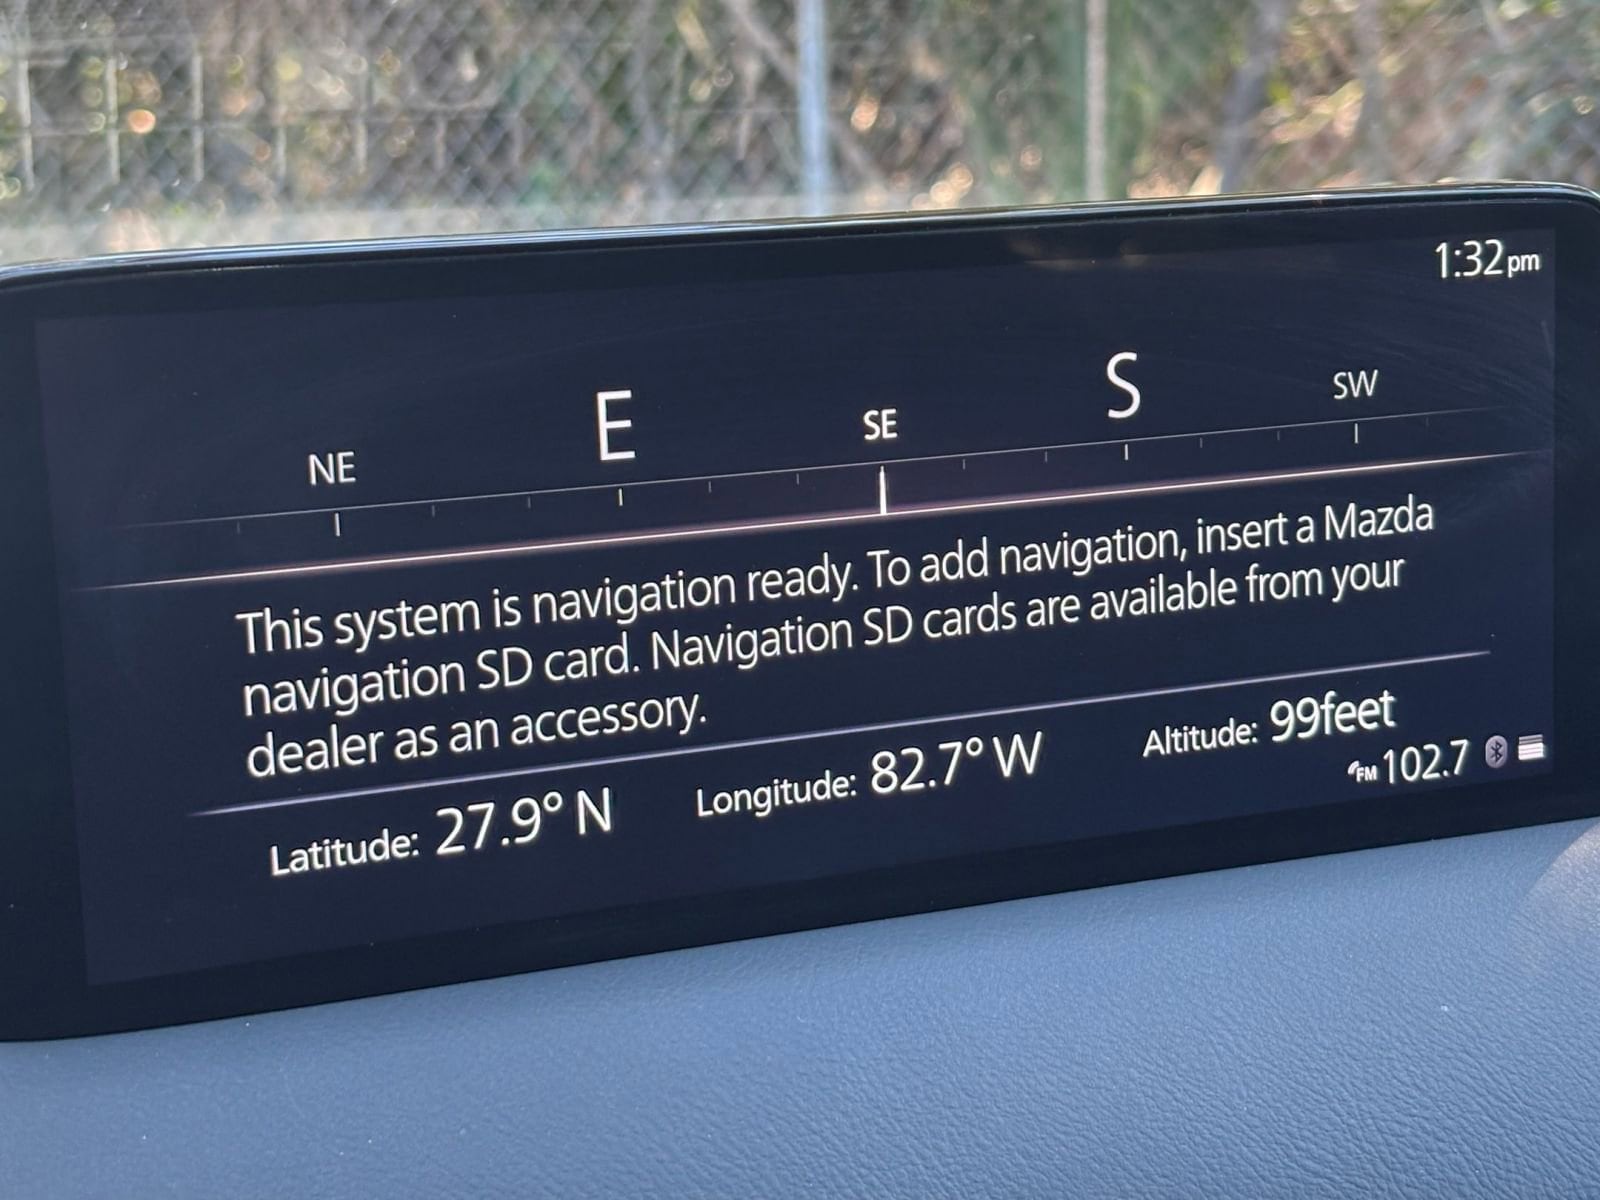 1:32pm
NE E SE S SW
This system is navigation ready. To add navigation, insert a Mazda
navigation SD card. Navigation SD cards are available from your
dealer as an accessory.
Latitude: 27.9° N Longitude: 82.7° W Altitude: 99feet
FM 102.7